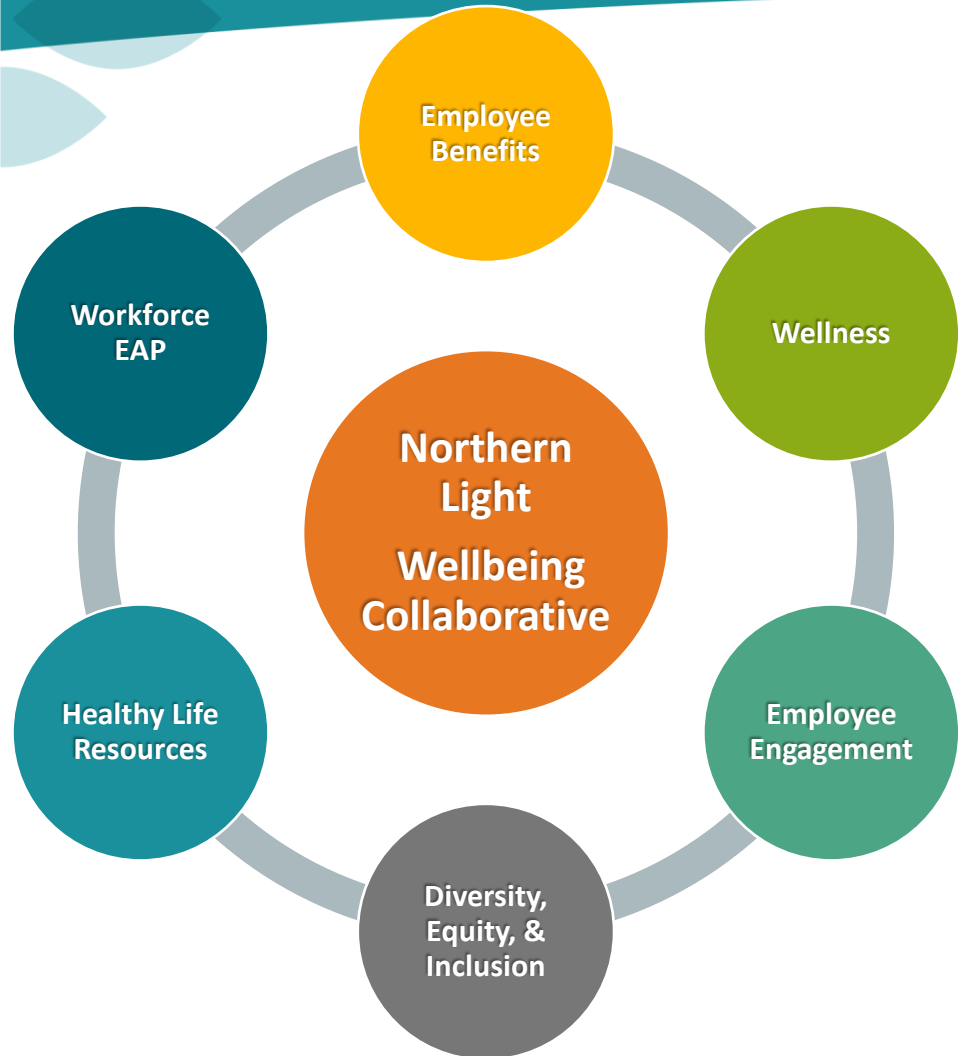 Employee
Benefits
Workforce
EAP
Wellness
Northern
Light
Wellbeing
Collaborative
Healthy Life
Resources
Employee
Engagement
Diversity,
Equity, &
Inclusion